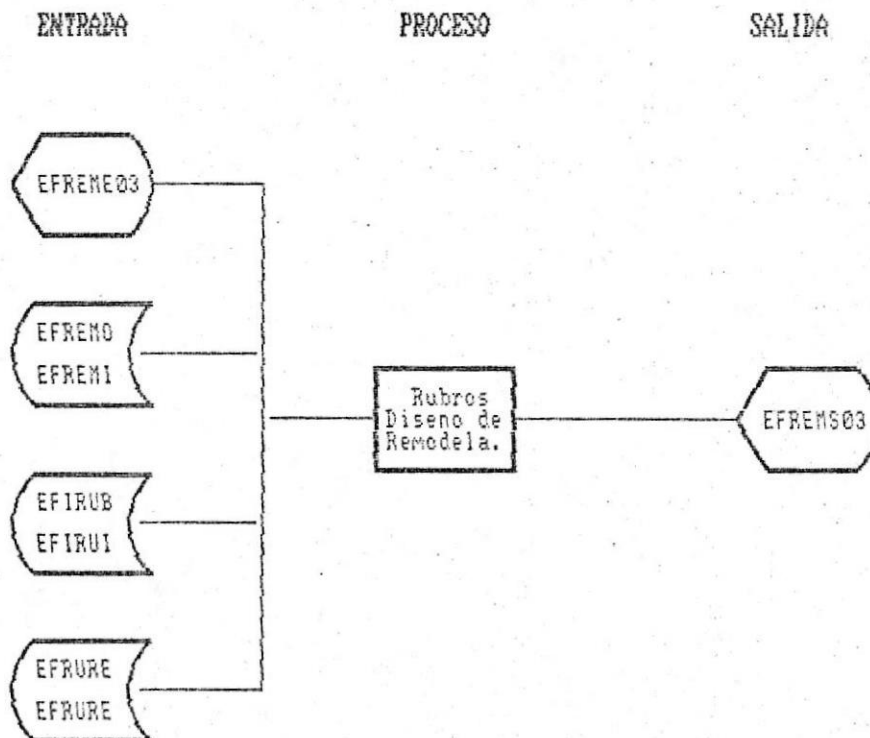 ENTRADA PROCESO SALIDA
EFREME03
EFREMO
EFREMI
Rubros
Diseno de
Remodela.
EFREMS03
EFIRUB
EFIRUI
EFRURE
EFRURE